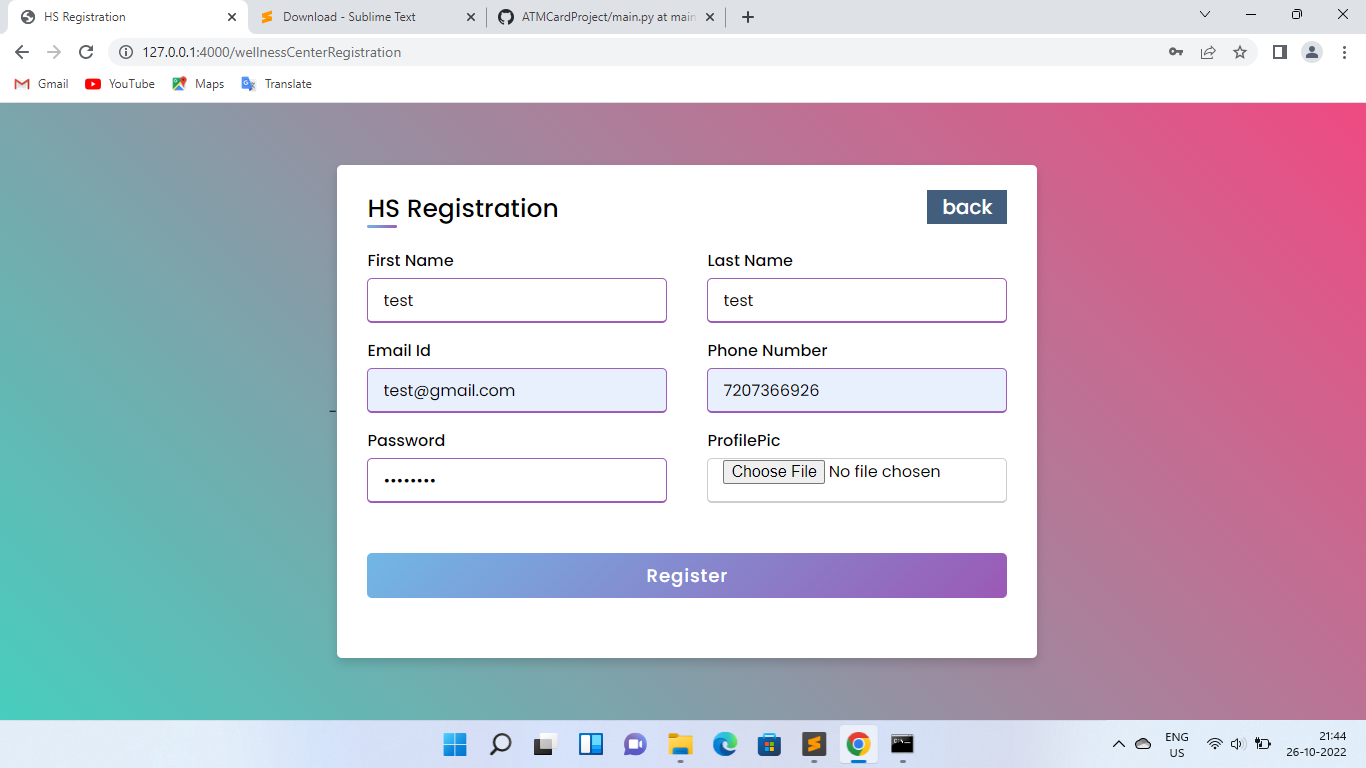 HS Registration
Download - Sublime Text
ATMCardProject/main.py at main
127.0.0.1:4000/wellnessCenterRegistration
Gmail
YouTube
Maps
Translate
HS Registration
back
First Name
Last Name
test
test
Email Id
Phone Number
test@gmail.com
7207366926
Password
ProfilePic
••••••••
Choose File No file chosen
Register
ENG
US
21:44
26-10-2022